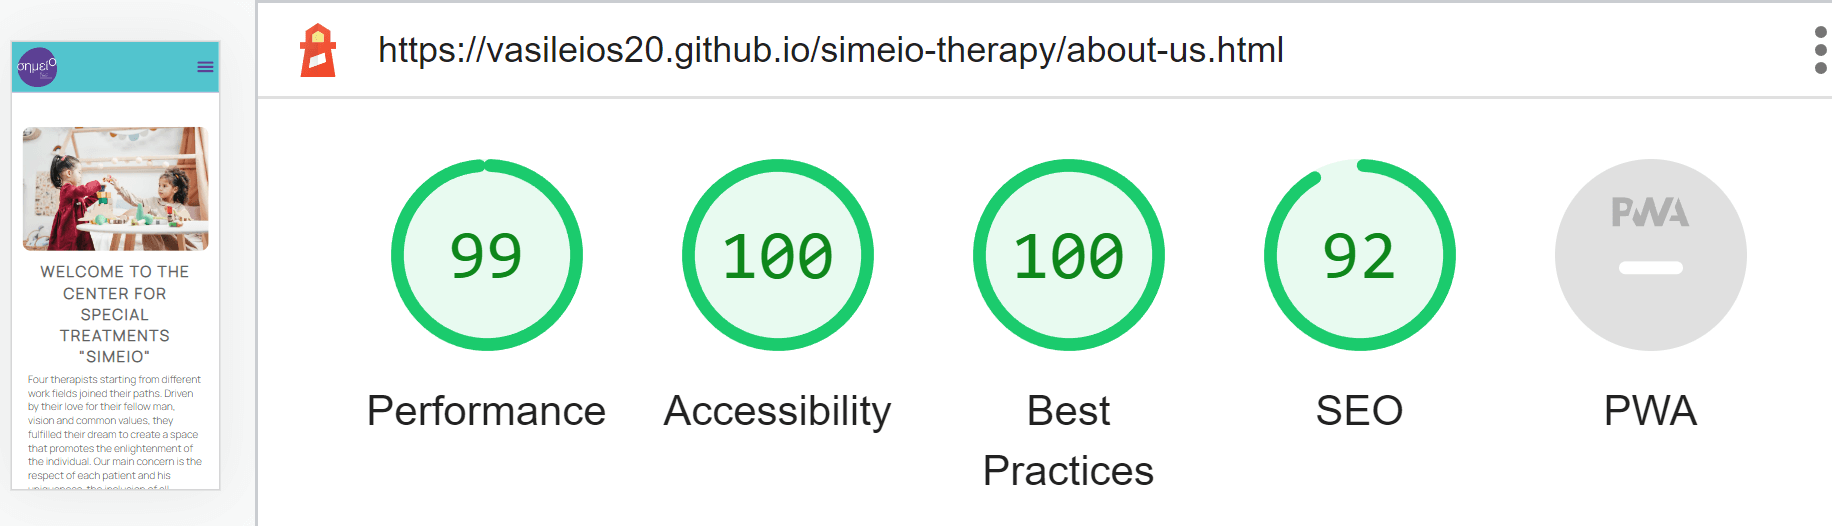 σημείο
WELCOME TO THE
CENTER FOR
SPECIAL
TREATMENTS
"SIMEIO"
Four therapists starting from different
work fields joined their paths. Driven
by their love for their fellow man,
vision and common values, they
fulfilled their dream to create a space
that promotes the enlightenment of
the individual. Our main concern is the
respect of each patient and his
https://vasileios20.github.io/simeio-therapy/about-us.html
99
100
100
92
PWA
Performance
Accessibility
Best
Practices
SEO
PWA